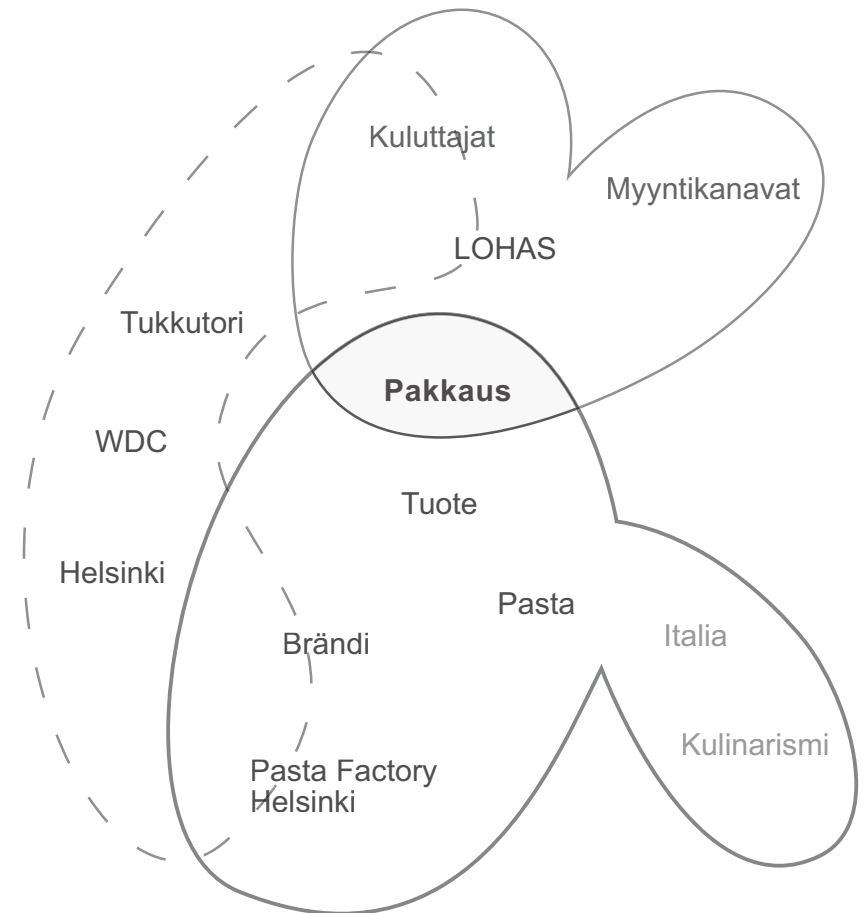 Kuluttajat
Myyntikanavat
LOHAS
Tukkutori
Pakkaus
WDC
Tuote
Helsinki
Pasta
Italia
Brändi
Kulinarismi
Pasta Factory
Helsinki